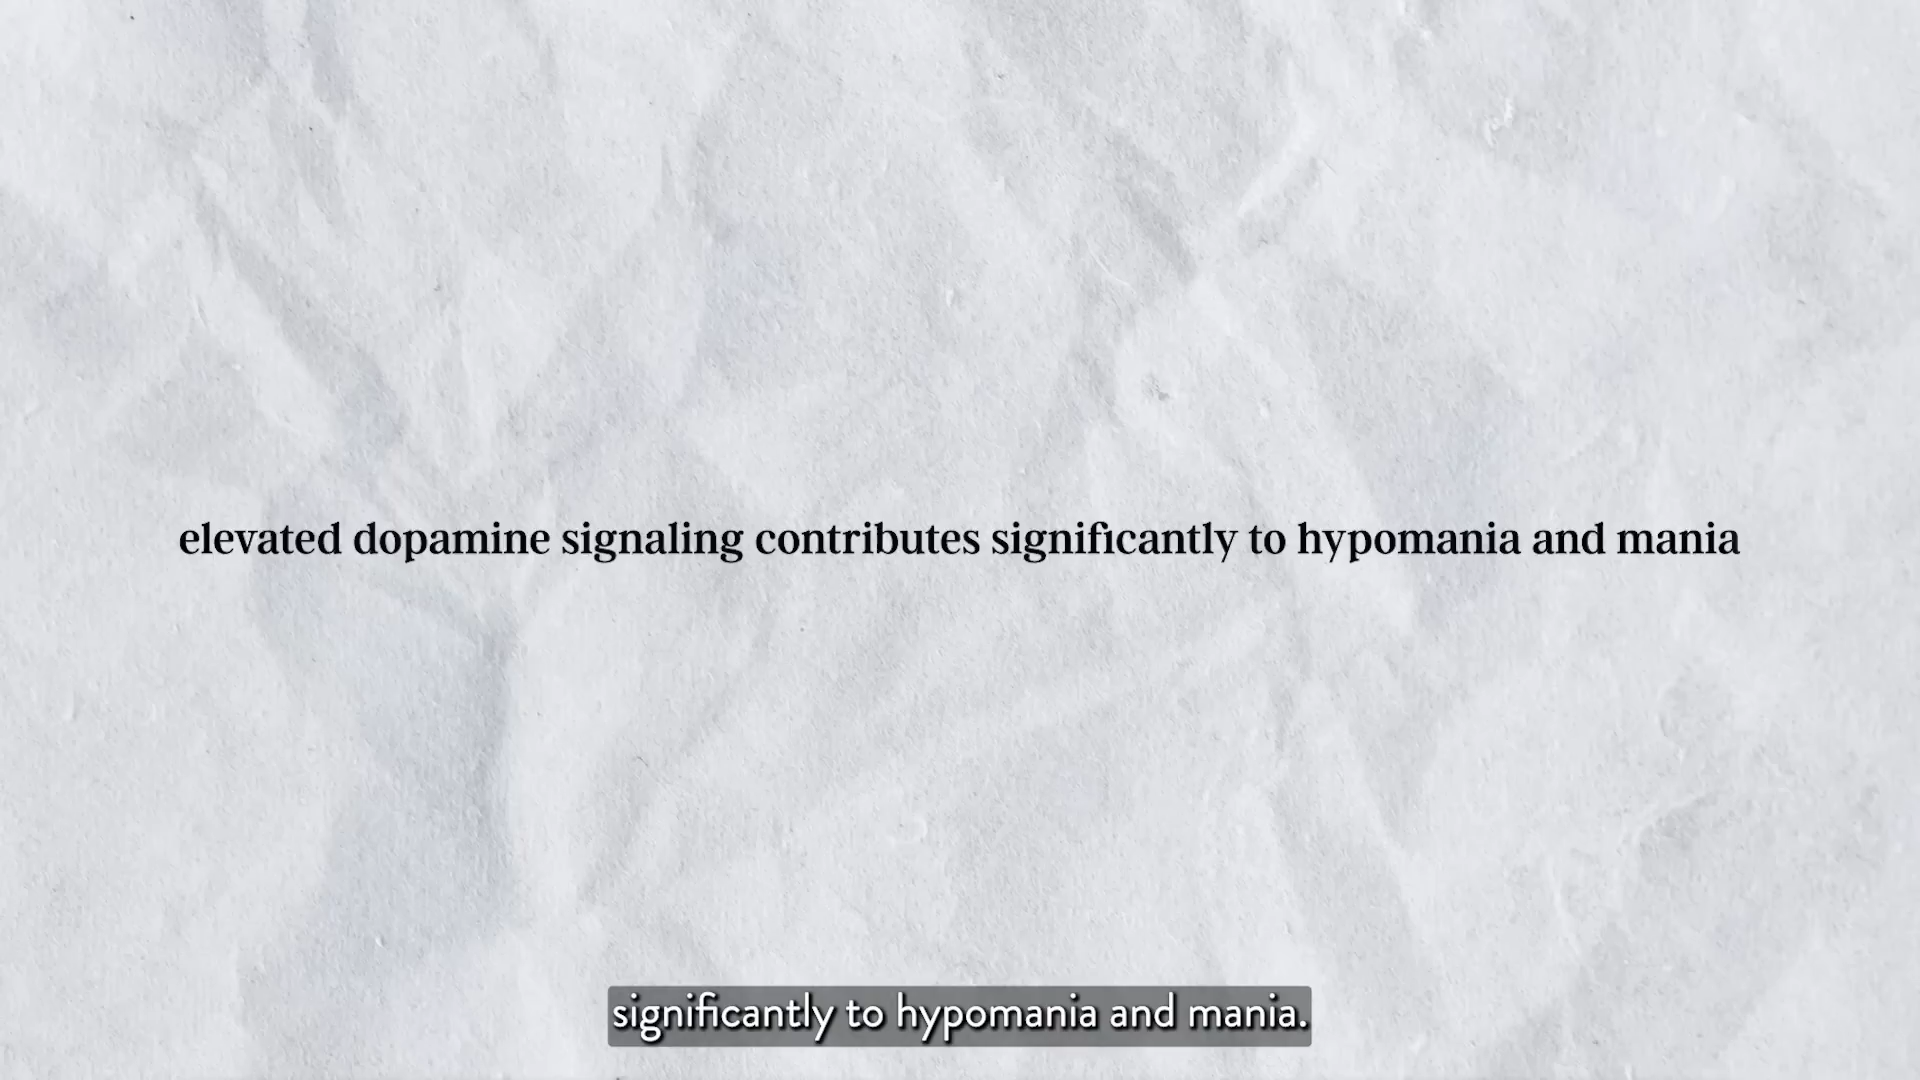 elevated dopamine signaling contributes significantly to hypomania and mania
significantly to hypomania and mania.